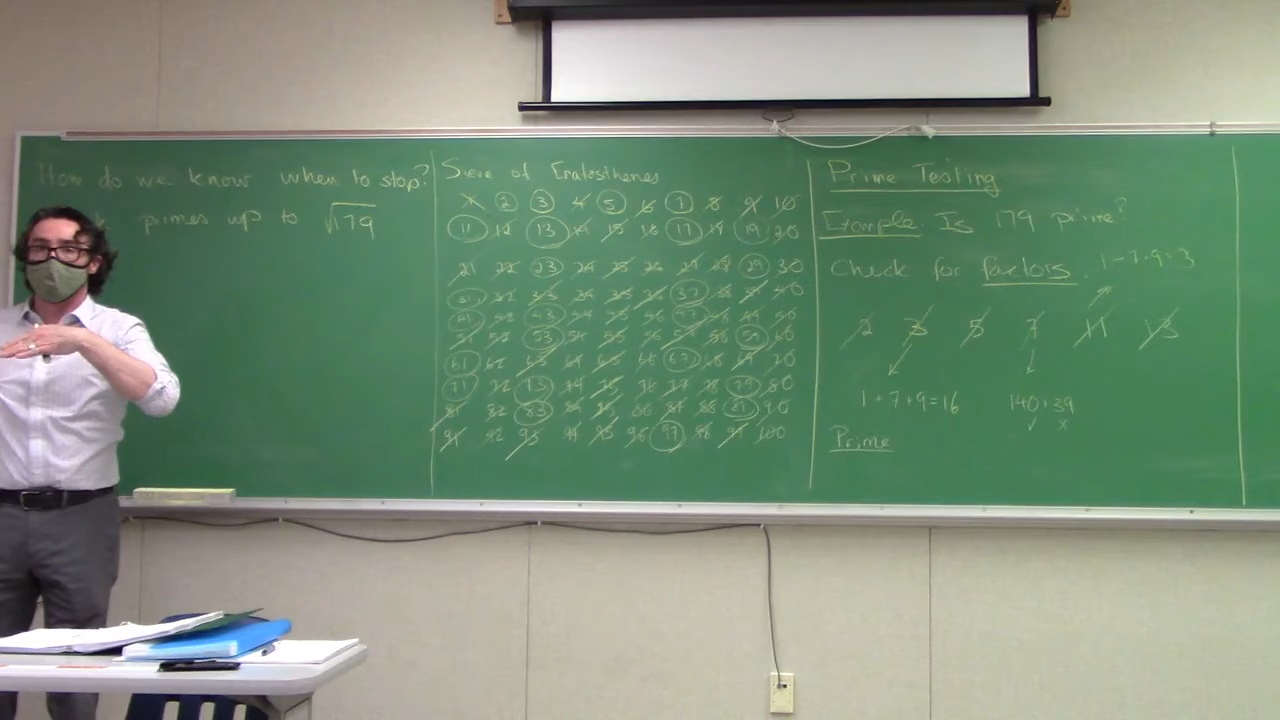 How do we know when to stop?
primes up to √179
Sieve of Eratosthenes
1 2 3 4 5 6 7 8 9 10
11 12 13 14 15 16 17 18 19 20
21 22 23 24 25 26 27 28 29 30
31 32 33 34 35 36 37 38 39 40
41 42 43 44 45 46 47 48 49 50
51 52 53 54 55 56 57 58 59 60
61 62 63 64 65 66 67 68 69 70
71 72 73 74 75 76 77 78 79 80
81 82 83 84 85 86 87 88 89 90
91 92 93 94 95 96 97 98 99 100
Prime Testing
Example Is 179 prime?
Check for factors. 1-7+9=3
2 3 5 7 11 13
1+7+9=16 140+39
✓ x
Prime